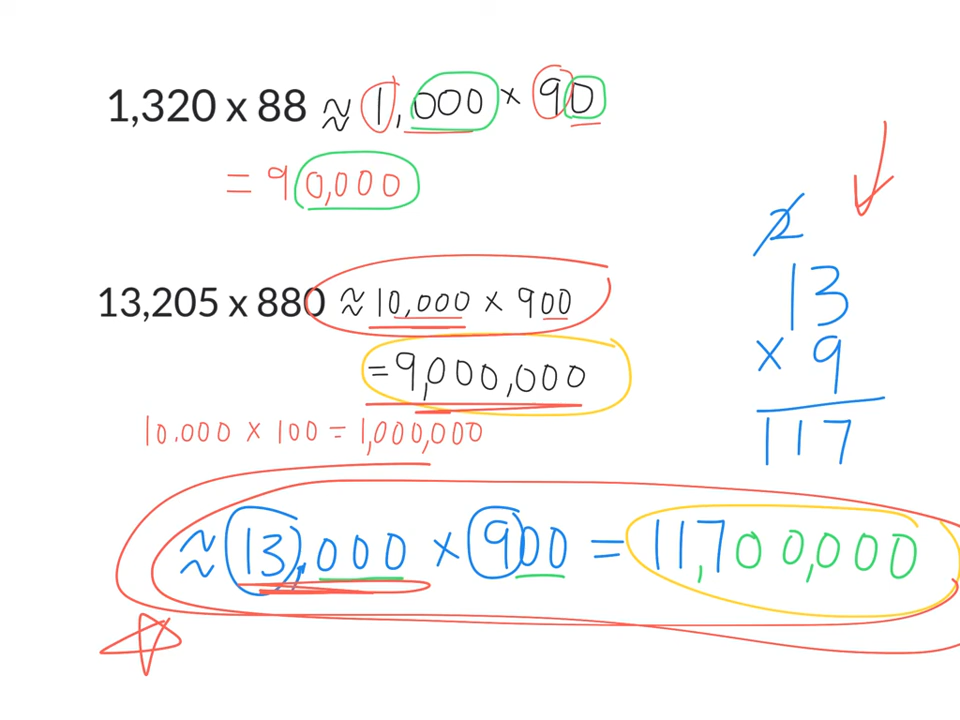 1,320 x 88 ≈ 1,000 × 90
= 90,000
13,205 x 880 ≈ 10,000 × 900
= 9,000,000
10.000 × 100 = 1,000,000
≈ 13,000 × 900 = 11,700,000
2
13
× 9
117